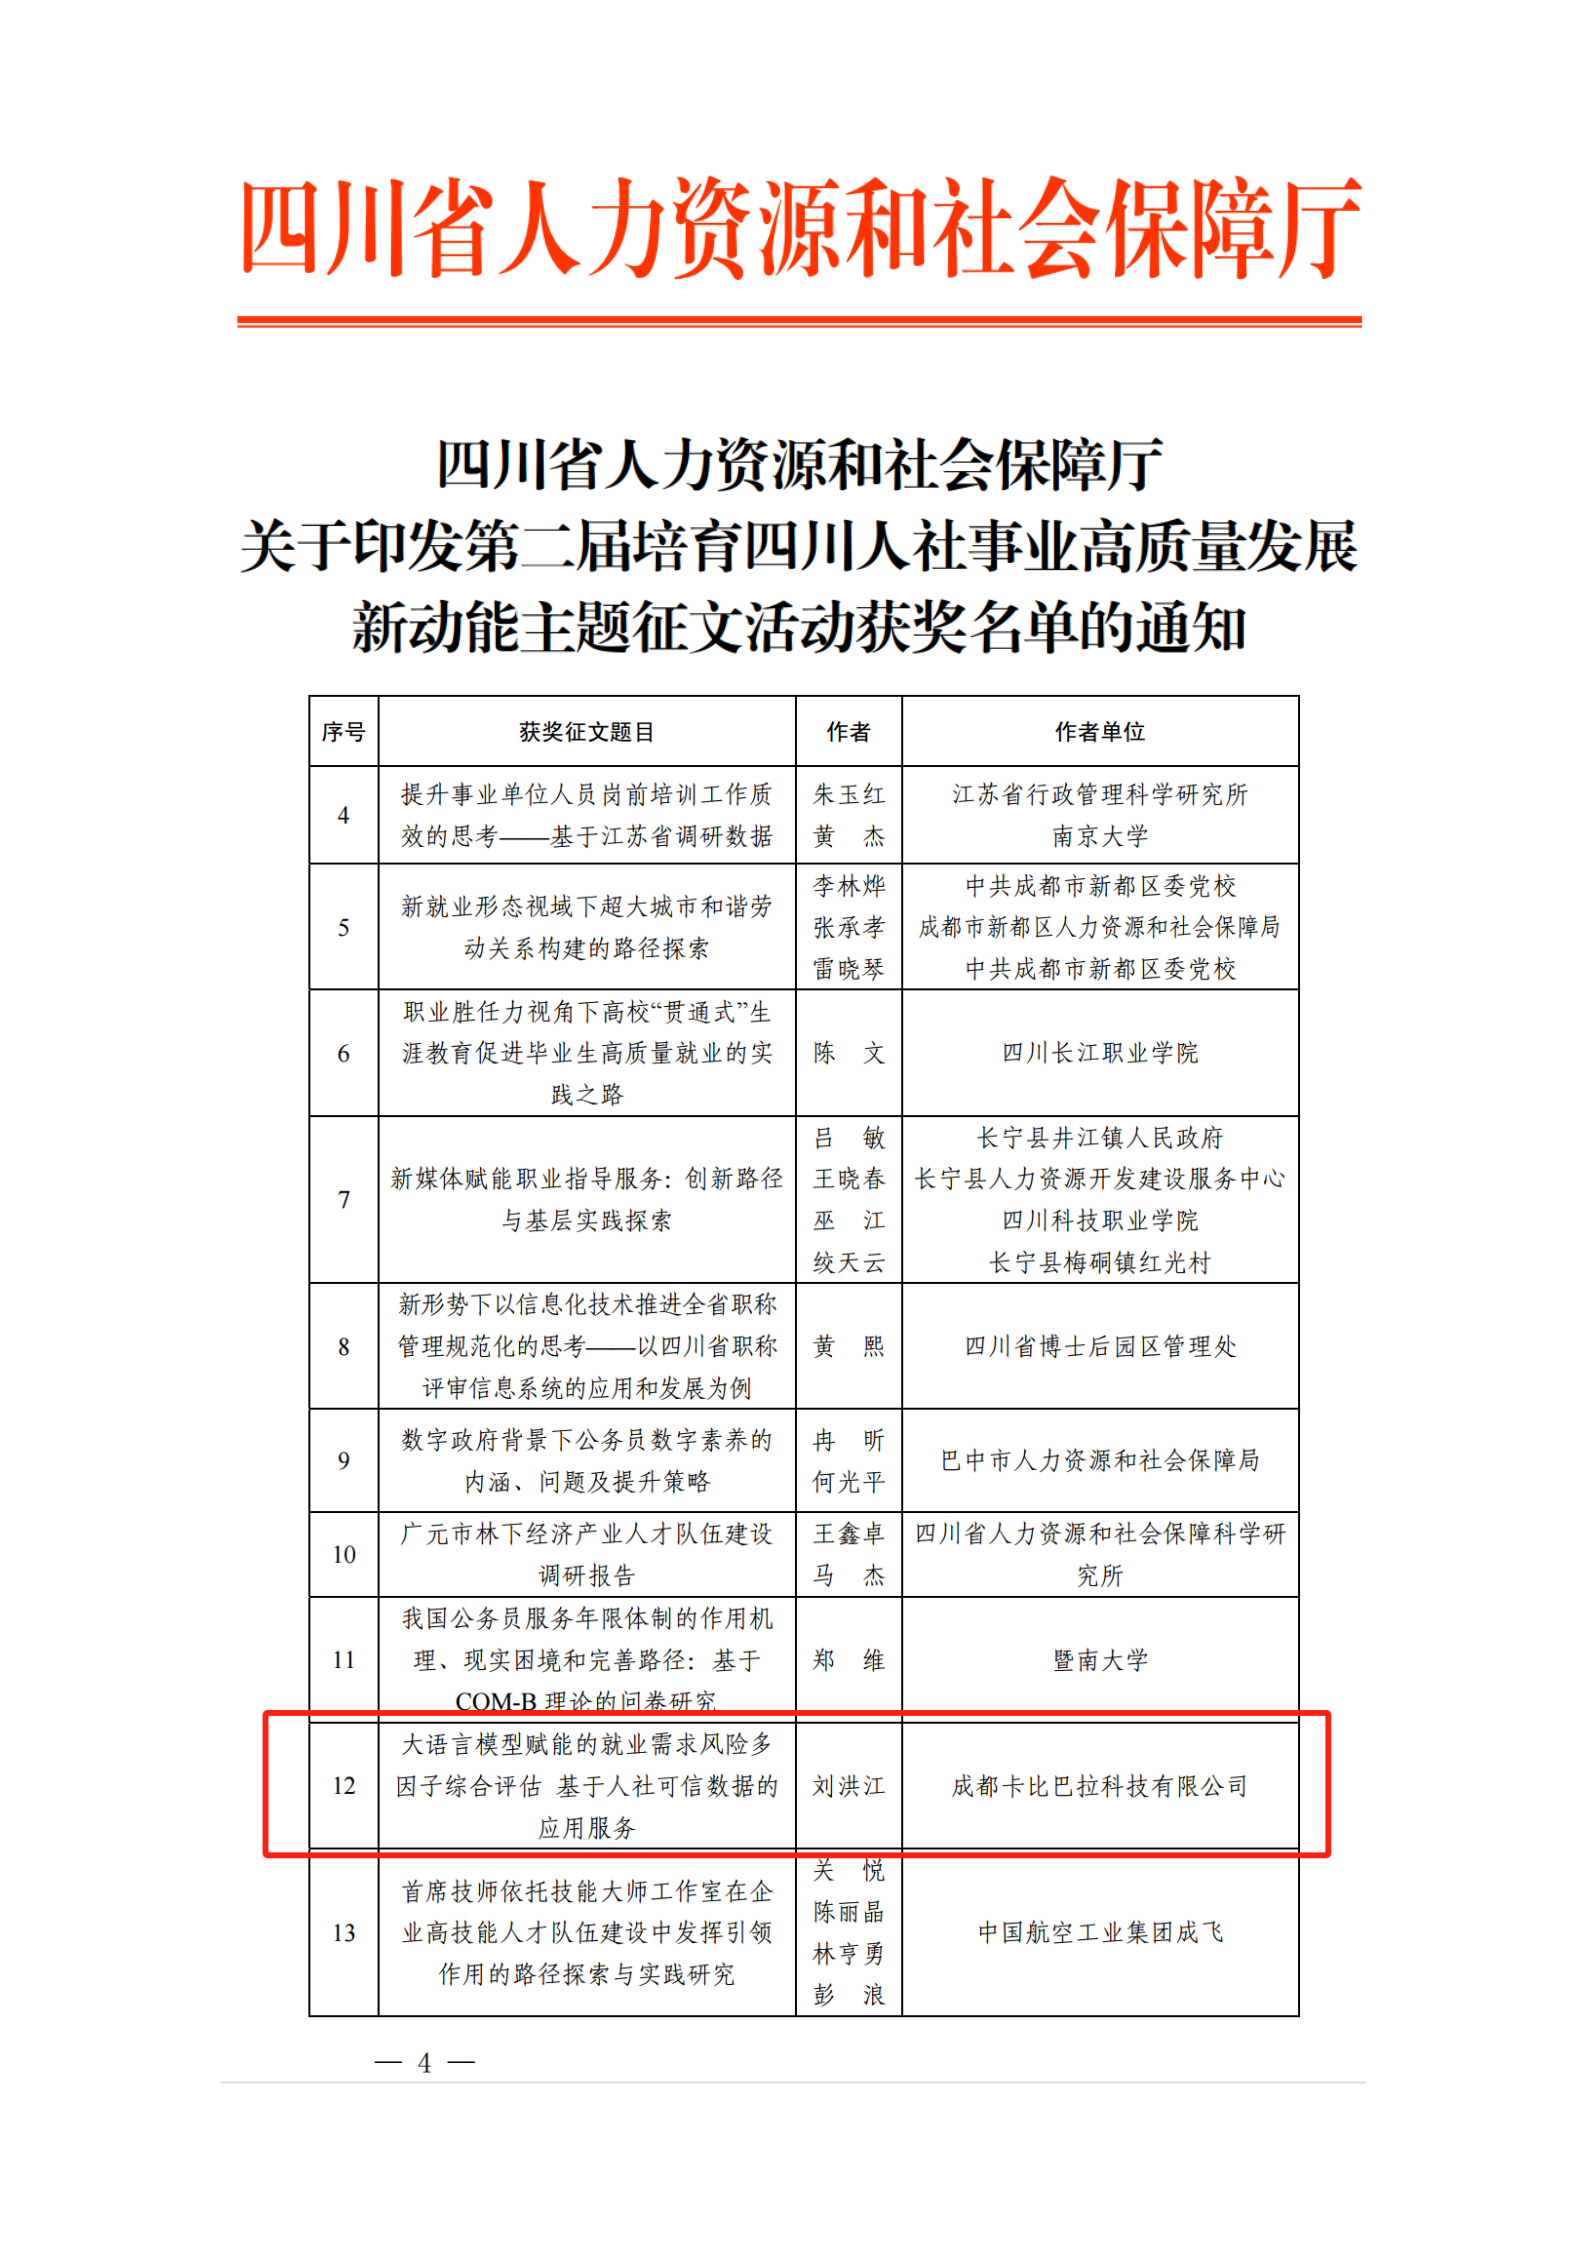 四川省人力资源和社会保障厅
四川省人力资源和社会保障厅
关于印发第二届培育四川人社事业高质量发展
新动能主题征文活动获奖名单的通知
序号 获奖征文题目 作者 作者单位
4
提升事业单位人员岗前培训工作质
效的思考——基于江苏省调研数据
朱玉红
黄 杰
江苏省行政管理科学研究所
南京大学
5
新就业形态视域下超大城市和谐劳
动关系构建的路径探索
李林烨
张承孝
雷晓琴
中共成都市新都区委党校
成都市新都区人力资源和社会保障局
中共成都市新都区委党校
6
职业胜任力视角下高校“贯通式”生
涯教育促进毕业生高质量就业的实
践之路
陈 文
四川长江职业学院
7
新媒体赋能职业指导服务：创新路径
与基层实践探索
吕 敏
王晓春
巫 江
绞天云
长宁县井江镇人民政府
长宁县人力资源开发建设服务中心
四川科技职业学院
长宁县梅硐镇红光村
8
新形势下以信息化技术推进全省职称
管理规范化的思考——以四川省职称
评审信息系统的应用和发展为例
黄 熙
四川省博士后园区管理处
9
数字政府背景下公务员数字素养的
内涵、问题及提升策略
冉 昕
何光平
巴中市人力资源和社会保障局
10
广元市林下经济产业人才队伍建设
调研报告
王鑫卓
马 杰
四川省人力资源和社会保障科学研
究所
11
我国公务员服务年限体制的作用机
理、现实困境和完善路径：基于
COM-B 理论的问卷研究
郑 维
暨南大学
12
大语言模型赋能的就业需求风险多
因子综合评估 基于人社可信数据的
应用服务
刘洪江
成都卡比巴拉科技有限公司
13
首席技师依托技能大师工作室在企
业高技能人才队伍建设中发挥引领
作用的路径探索与实践研究
关 悦
陈丽晶
林亨勇
彭 浪
中国航空工业集团成飞
— 4 —